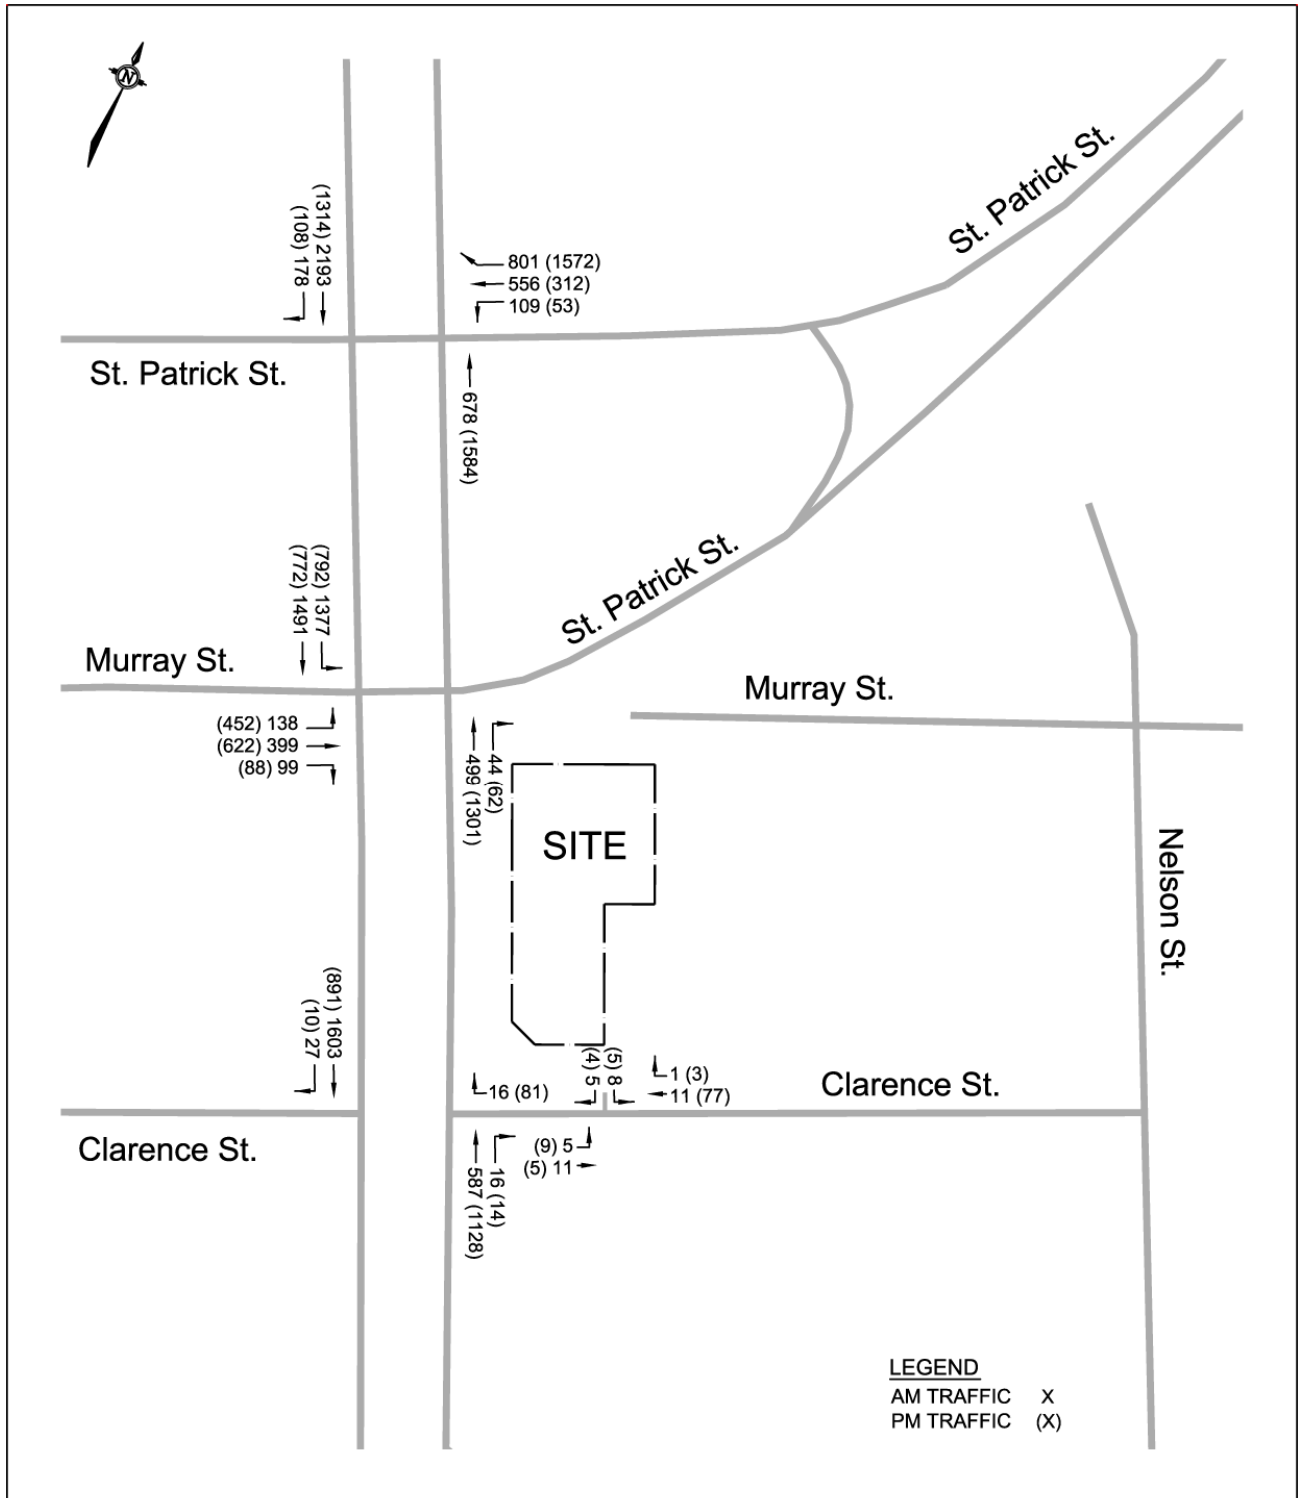 N
(1314) 2193
(108) 178
801 (1572)
556 (312)
109 (53)
St. Patrick St.
St. Patrick St.
678 (1584)
(792) 1377
(772) 1491
St. Patrick St.
Murray St.
Murray St.
(452) 138
(622) 399
(88) 99
44 (62)
499 (1301)
SITE
Nelson St.
(891) 1603
(10) 27
(5) 8
(4) 5
1 (3)
11 (77)
16 (81)
Clarence St.
Clarence St.
(9) 5
(5) 11
16 (14)
587 (1128)
LEGEND
AM TRAFFIC X
PM TRAFFIC (X)